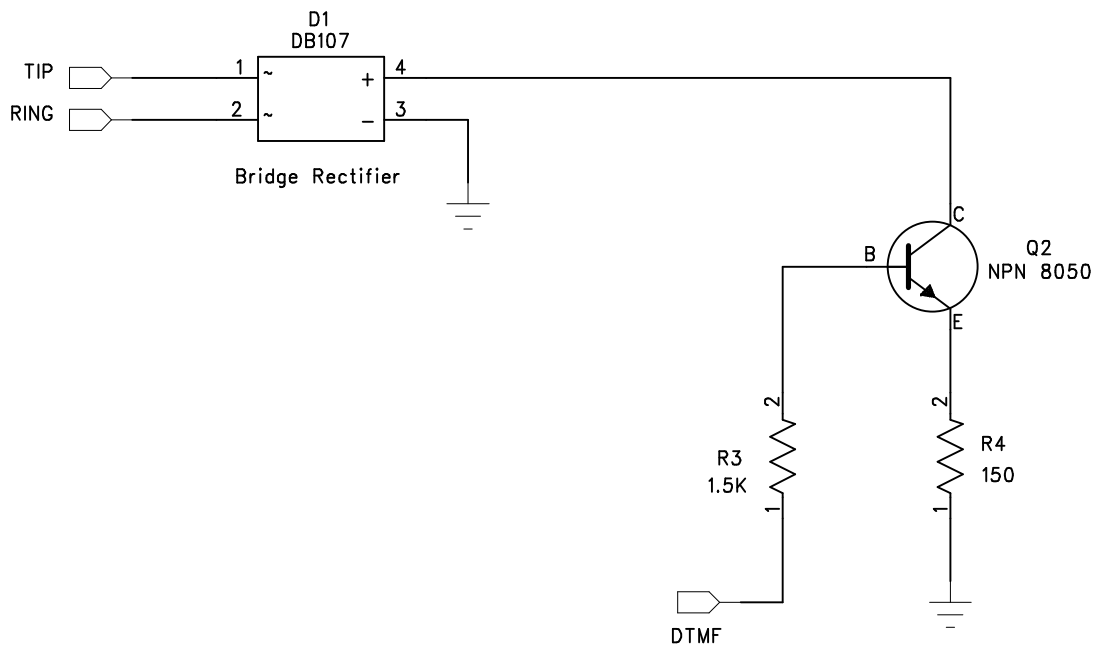 D1
DB107
TIP
1
~
+
4
RING
2
~
−
3
Bridge Rectifier
C
B
Q2
NPN 8050
E
2
2
R3
1.5K
R4
150
1
1
DTMF